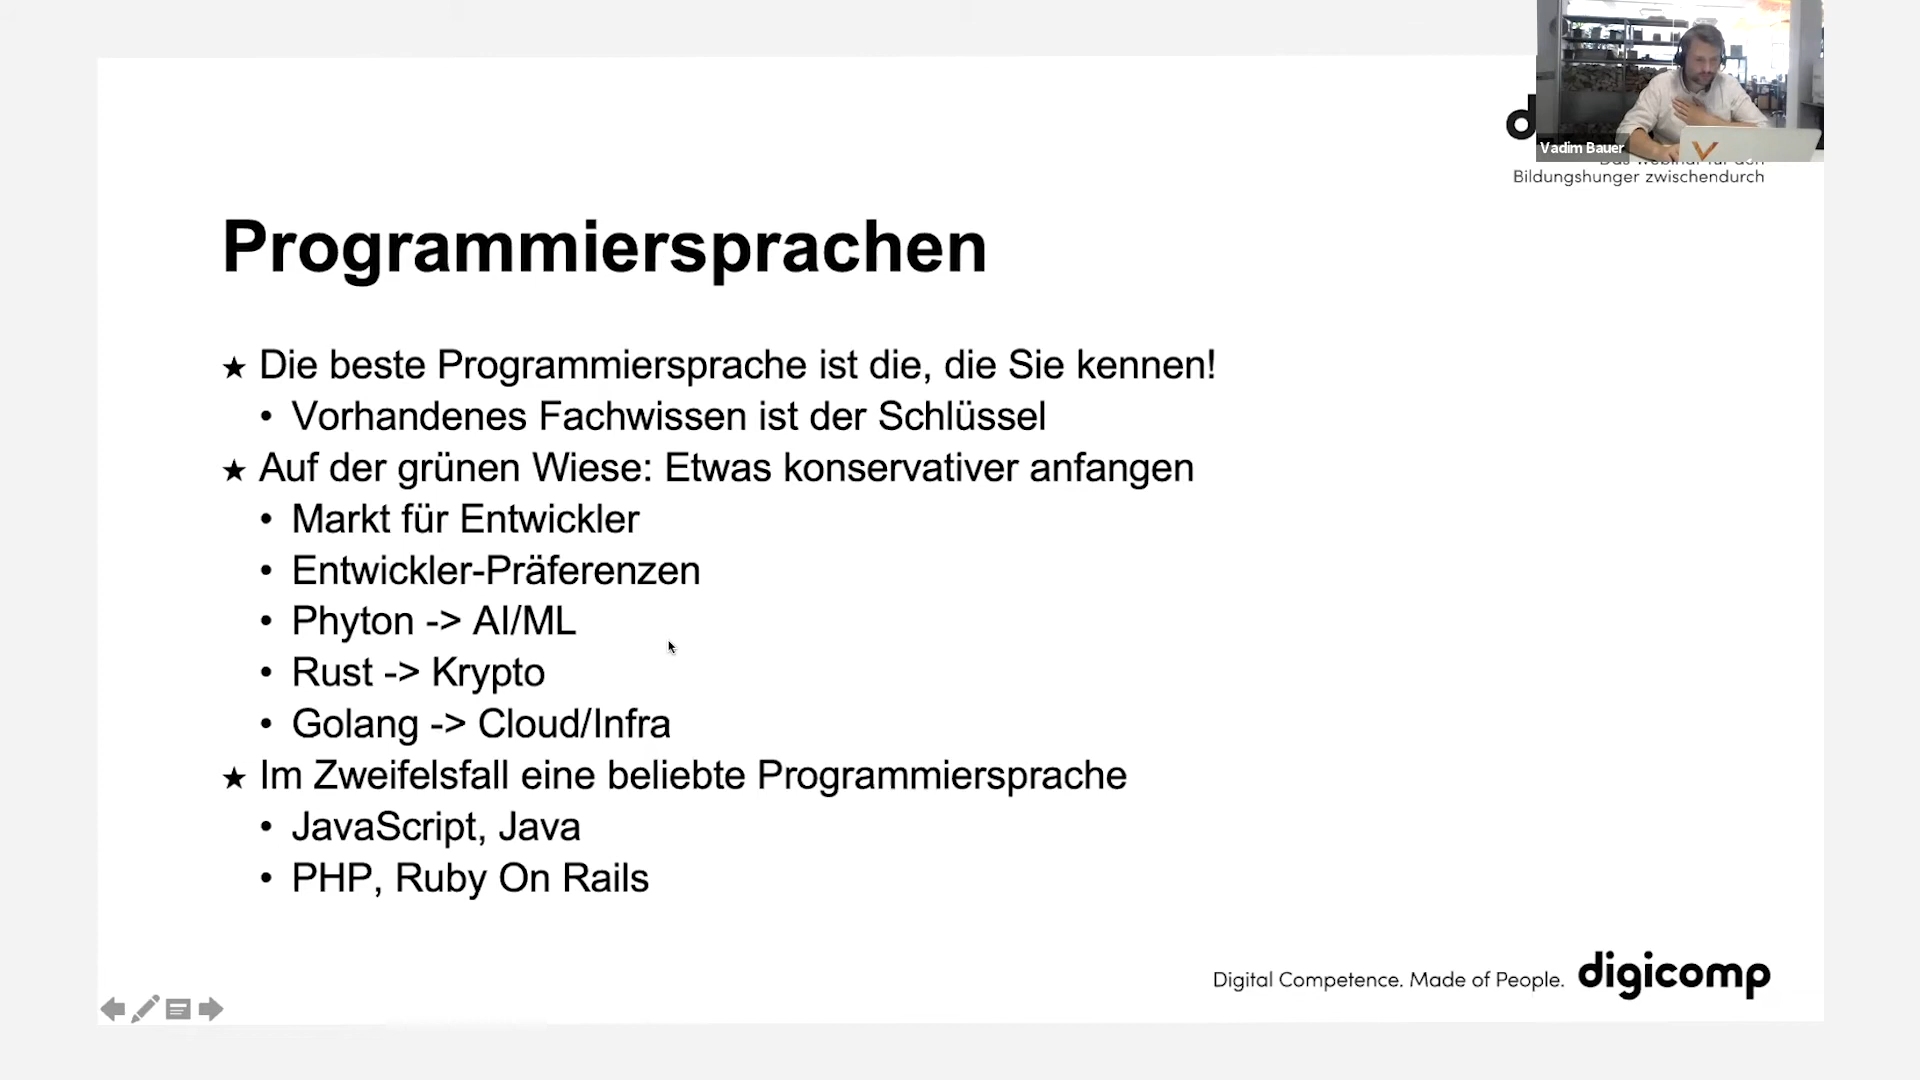 Vadim Bauer
Bildungshunger zwischendurch
Programmiersprachen
★ Die beste Programmiersprache ist die, die Sie kennen!
• Vorhandenes Fachwissen ist der Schlüssel
★ Auf der grünen Wiese: Etwas konservativer anfangen
• Markt für Entwickler
• Entwickler-Präferenzen
• Phyton -> AI/ML
• Rust -> Krypto
• Golang -> Cloud/Infra
★ Im Zweifelsfall eine beliebte Programmiersprache
• JavaScript, Java
• PHP, Ruby On Rails
Digital Competence. Made of People. digicomp